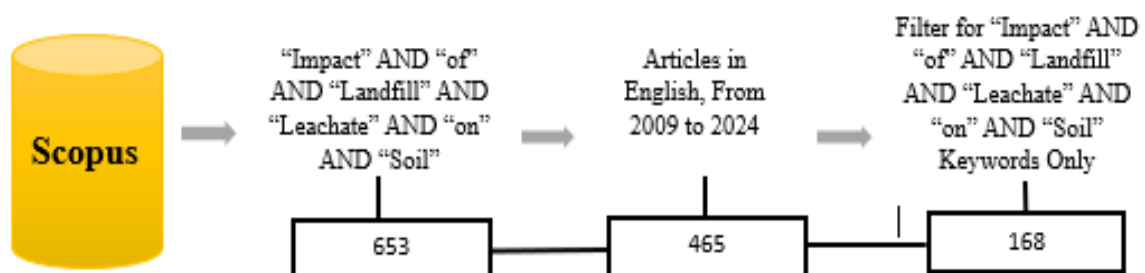 Scopus
“Impact” AND “of”
AND “Landfill” AND
“Leachate” AND “on”
AND “Soil”
Articles in
English, From
2009 to 2024
Filter for “Impact” AND
“of” AND “Landfill”
AND “Leachate” AND
“on” AND “Soil”
Keywords Only
653
465
168